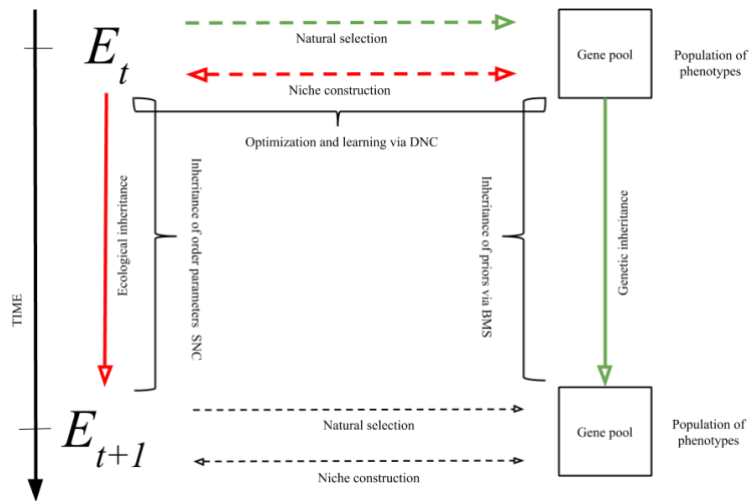 E_t
Natural selection
Niche construction
Gene pool
Population of
phenotypes
Optimization and learning via DNC
TIME
Ecological inheritance
Inheritance
of order parameters SNC
Inheritance of priors via BMS
Genetic inheritance
E_{t+1}
Natural selection
Niche construction
Gene pool
Population of
phenotypes